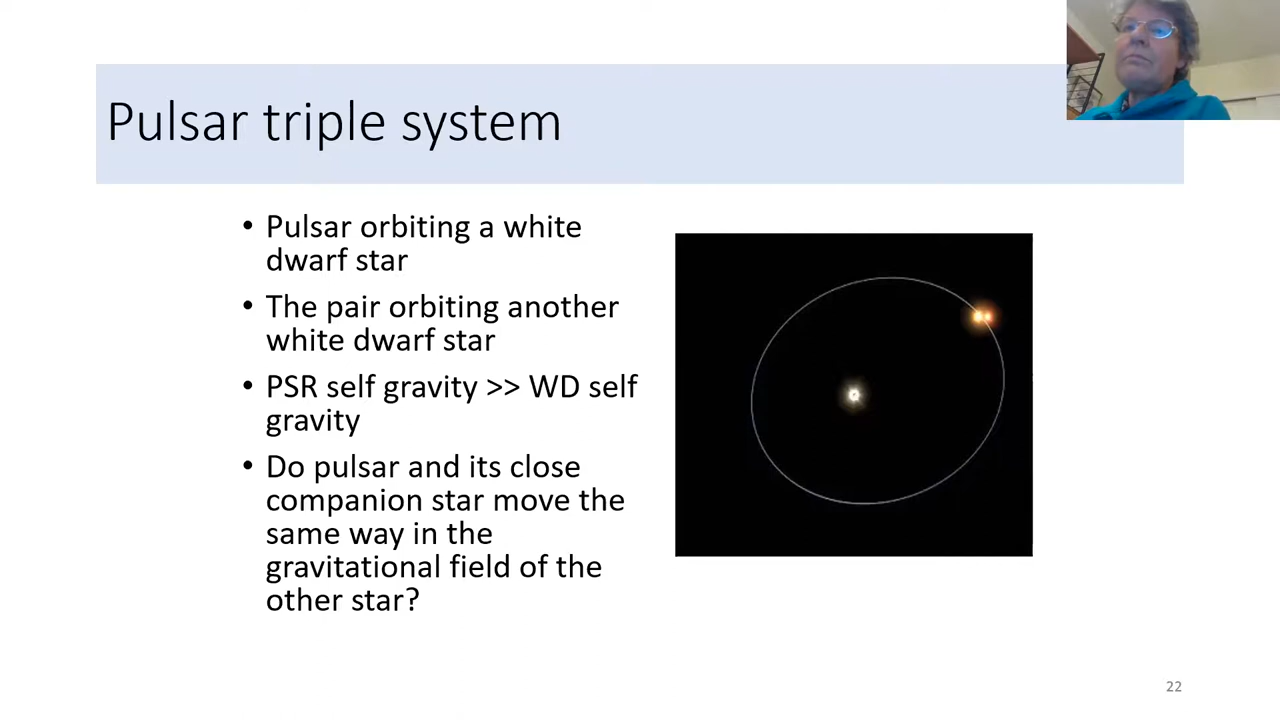 Pulsar triple system
• Pulsar orbiting a white
dwarf star
• The pair orbiting another
white dwarf star
• PSR self gravity >> WD self
gravity
• Do pulsar and its close
companion star move the
same way in the
gravitational field of the
other star?
22